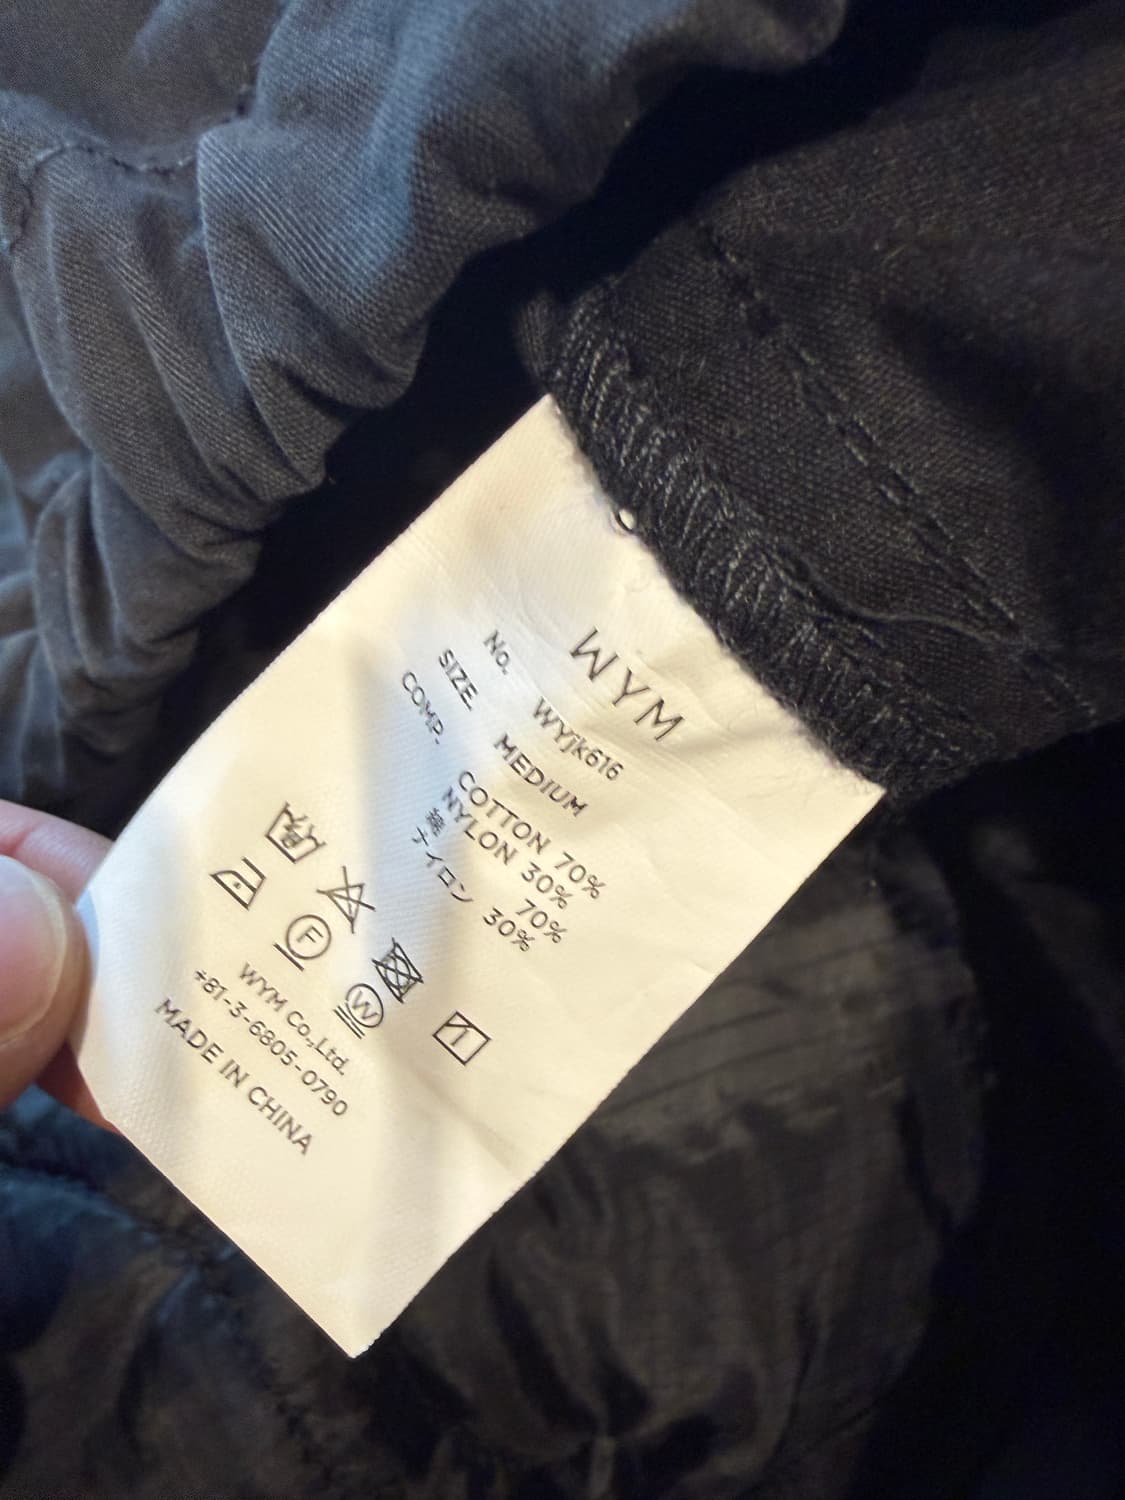 WYM
No. WYjk616
SIZE MEDIUM
COMP. COTTON 70%
NYLON 30%
綿 70%
ナイロン 30%
F
W
WYM Co.,Ltd.
+81-3-6805-0790
MADE IN CHINA